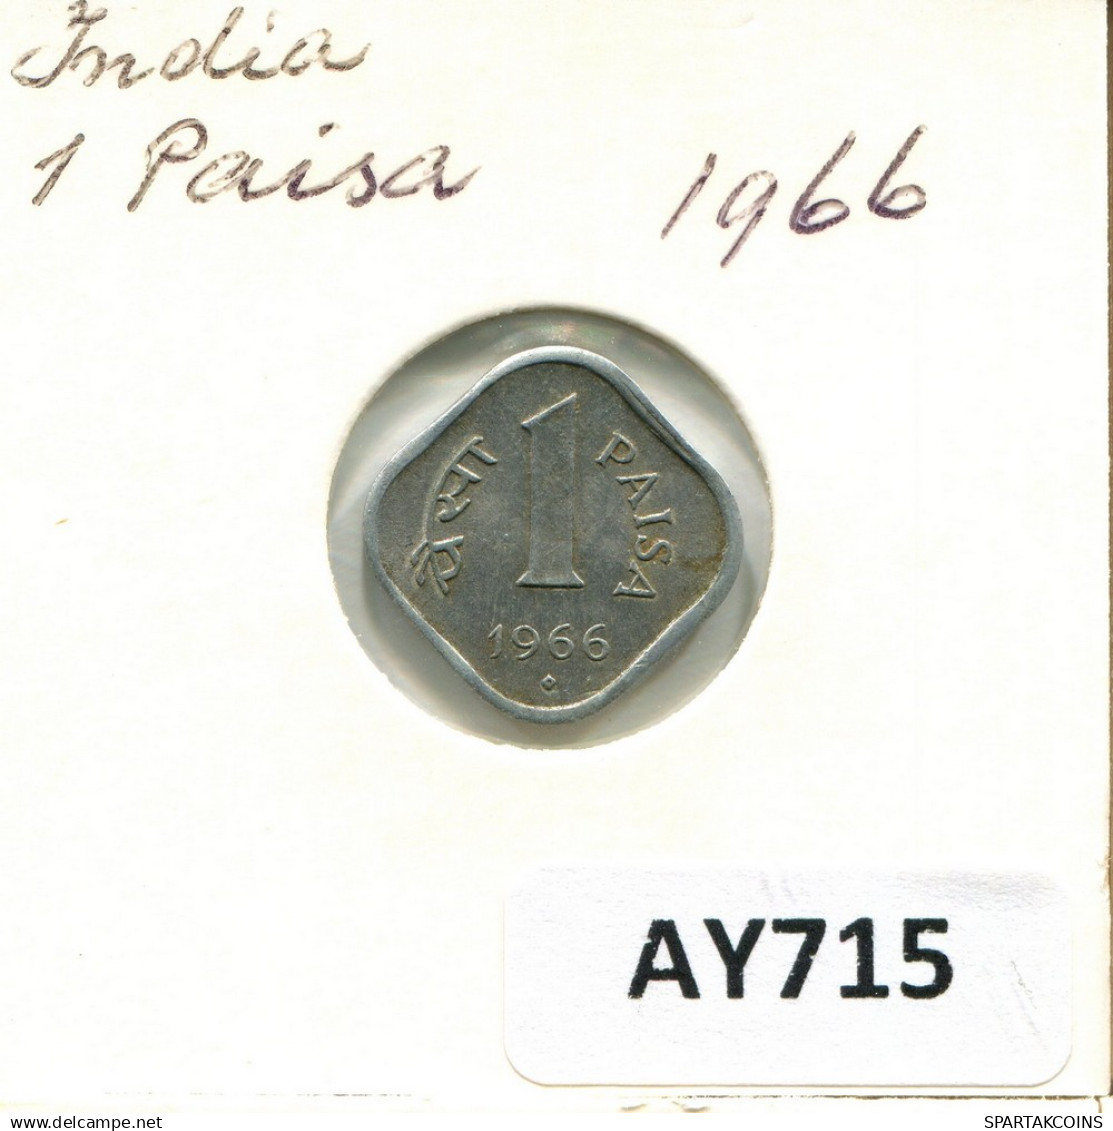 India
1 Paisa
1966
पैसा 1 PAISA
1966
AY715
www.delcampe.net
SPARTAKCOINS